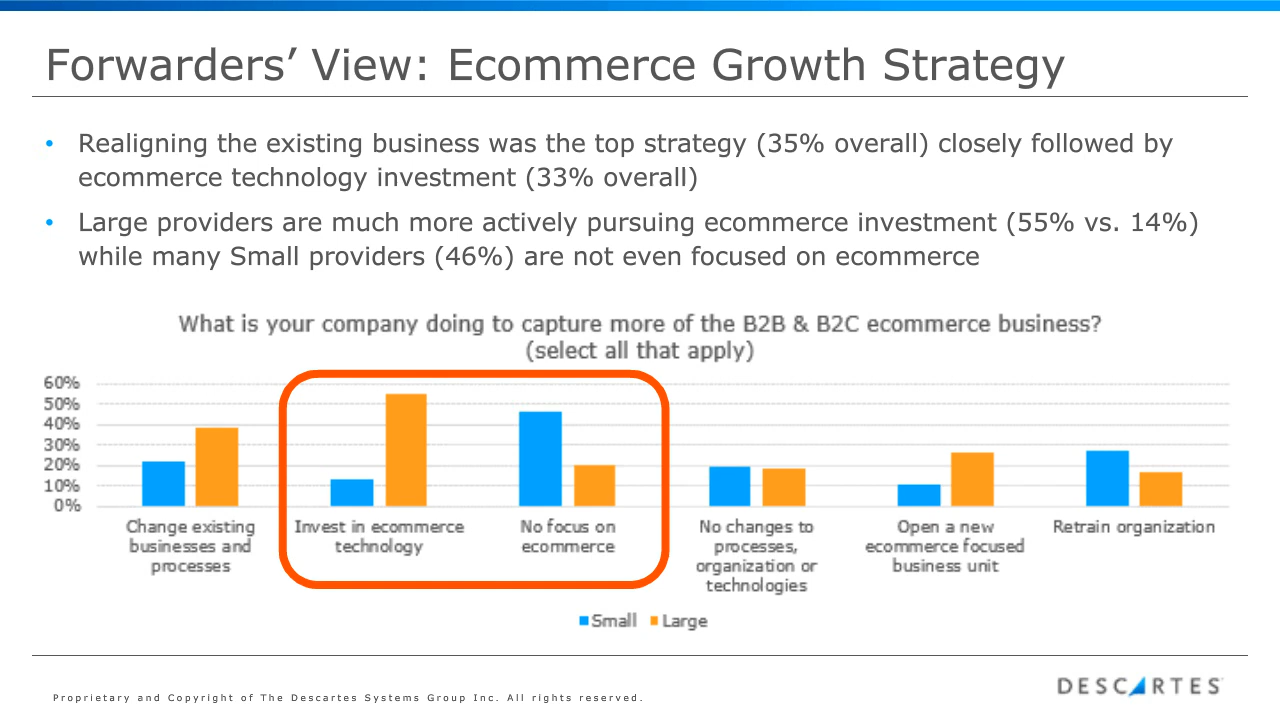 Forwarders’ View: Ecommerce Growth Strategy
• Realigning the existing business was the top strategy (35% overall) closely followed by
ecommerce technology investment (33% overall)
• Large providers are much more actively pursuing ecommerce investment (55% vs. 14%)
while many Small providers (46%) are not even focused on ecommerce
What is your company doing to capture more of the B2B & B2C ecommerce business?
(select all that apply)
60%
50%
40%
30%
20%
10%
0%
Change existing
businesses and
processes
Invest in ecommerce
technology
No focus on
ecommerce
No changes to
processes,
organization or
technologies
Open a new
ecommerce focused
business unit
Retrain organization
Small Large
Proprietary and Copyright of The Descartes Systems Group Inc. All rights reserved.
DESCARTES